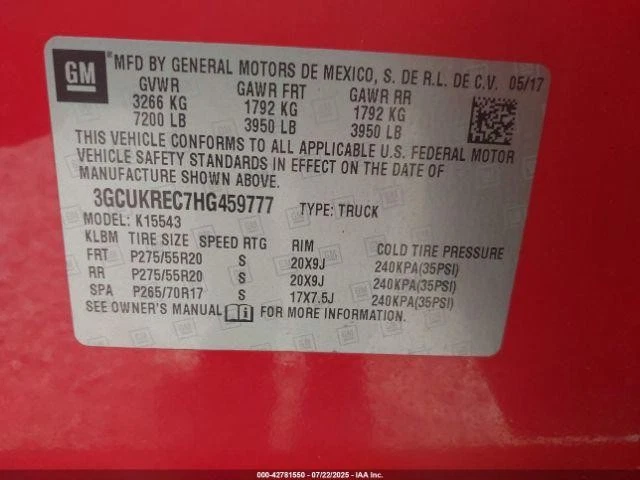 GM
MFD BY GENERAL MOTORS DE MEXICO, S. DE R.L. DE C.V. 05/17
GVWR GAWR FRT GAWR RR
3266 KG 1792 KG 1792 KG
7200 LB 3950 LB 3950 LB
THIS VEHICLE CONFORMS TO ALL APPLICABLE U.S. FEDERAL MOTOR
VEHICLE SAFETY STANDARDS IN EFFECT ON THE DATE OF
MANUFACTURE SHOWN ABOVE.
3GCUKREC7HG459777 TYPE: TRUCK
MODEL: K15543
KLBM TIRE SIZE SPEED RTG RIM COLD TIRE PRESSURE
FRT P275/55R20 S 20X9J 240KPA(35PSI)
RR P275/55R20 S 20X9J 240KPA(35PSI)
SPA P265/70R17 S 17X7.5J 240KPA(35PSI)
SEE OWNER'S MANUAL FOR MORE INFORMATION.
000-42781550 - 07/22/2025 - IAA Inc.